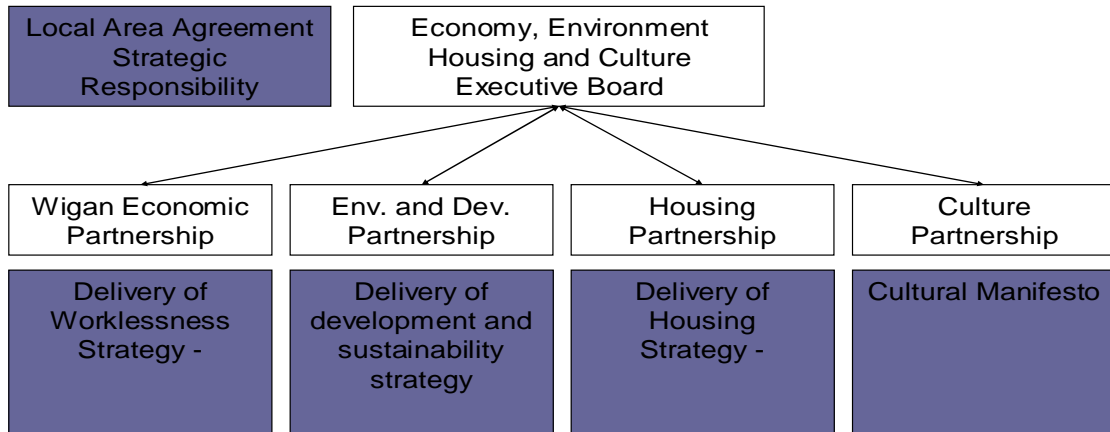 Local Area Agreement
Strategic
Responsibility
Economy, Environment
Housing and Culture
Executive Board
Wigan Economic
Partnership
Env. and Dev.
Partnership
Housing
Partnership
Culture
Partnership
Delivery of
Worklessness
Strategy -
Delivery of
development and
sustainability
strategy
Delivery of
Housing
Strategy -
Cultural Manifesto